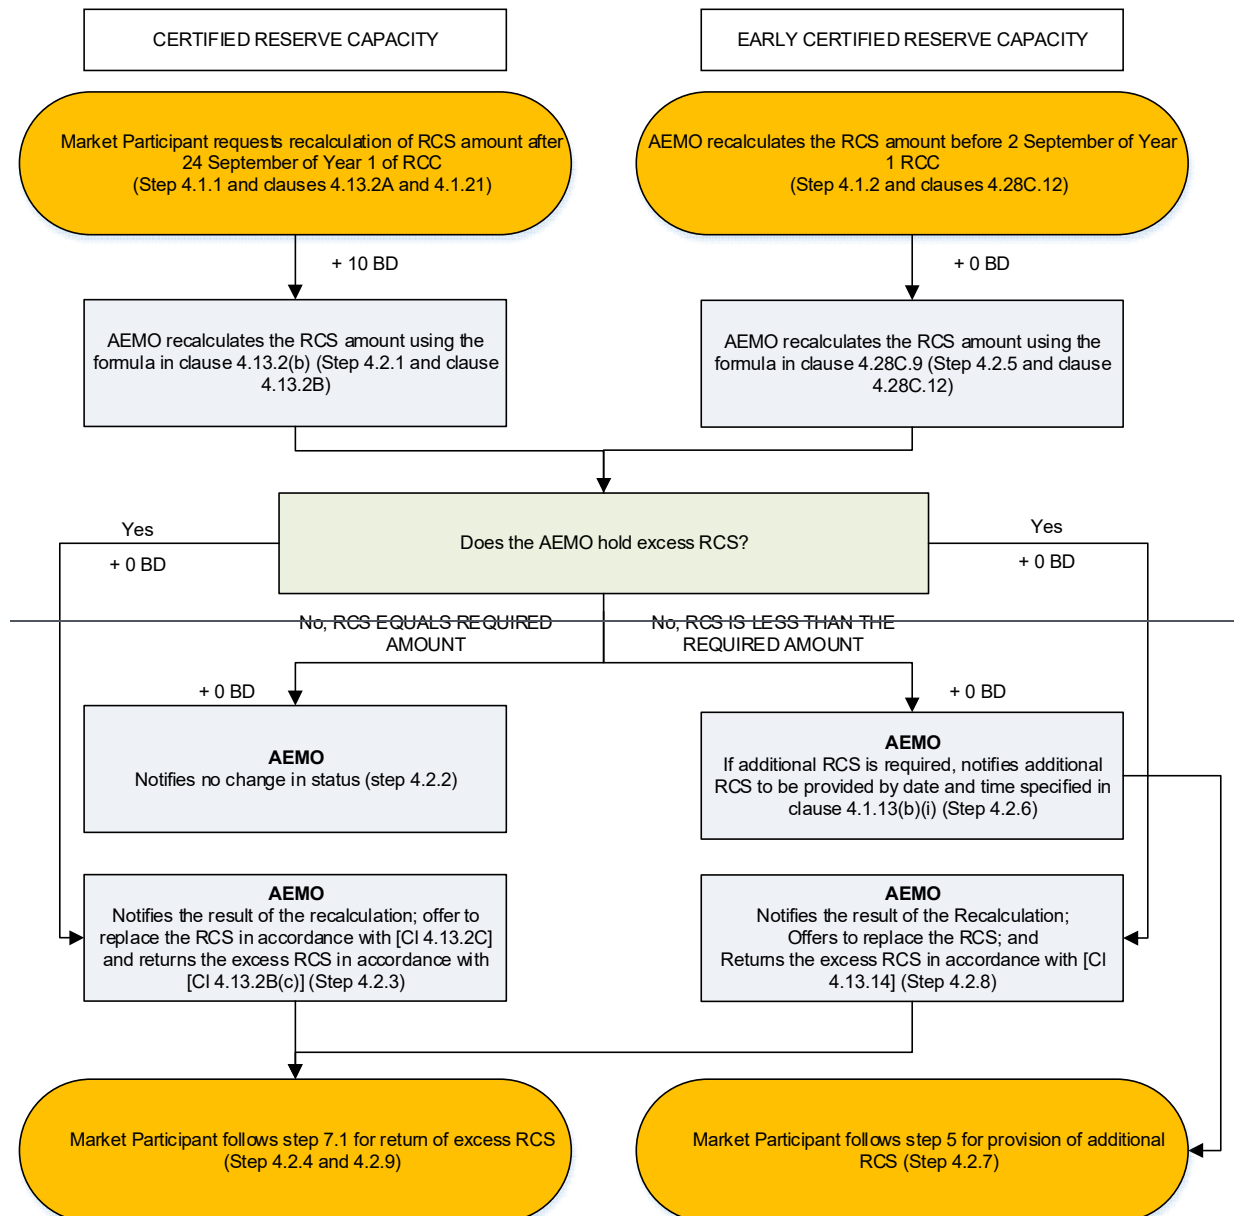 CERTIFIED RESERVE CAPACITY
EARLY CERTIFIED RESERVE CAPACITY
Market Participant requests recalculation of RCS amount after
24 September of Year 1 of RCC
(Step 4.1.1 and clauses 4.13.2A and 4.1.21)
AEMO recalculates the RCS amount before 2 September of Year
1 RCC
(Step 4.1.2 and clauses 4.28C.12)
+ 10 BD
+ 0 BD
AEMO recalculates the RCS amount using the
formula in clause 4.13.2(b) (Step 4.2.1 and clause
4.13.2B)
AEMO recalculates the RCS amount using the
formula in clause 4.28C.9 (Step 4.2.5 and clause
4.28C.12)
Does the AEMO hold excess RCS?
Yes
+ 0 BD
Yes
+ 0 BD
No, RCS EQUALS REQUIRED
AMOUNT
No, RCS IS LESS THAN THE
REQUIRED AMOUNT
+ 0 BD
+ 0 BD
AEMO
Notifies no change in status (step 4.2.2)
AEMO
If additional RCS is required, notifies additional
RCS to be provided by date and time specified in
clause 4.1.13(b)(i) (Step 4.2.6)
AEMO
Notifies the result of the recalculation; offer to
replace the RCS in accordance with [Cl 4.13.2C]
and returns the excess RCS in accordance with
[Cl 4.13.2B(c)] (Step 4.2.3)
AEMO
Notifies the result of the Recalculation;
Offers to replace the RCS; and
Returns the excess RCS in accordance with [Cl
4.13.14] (Step 4.2.8)
Market Participant follows step 7.1 for return of excess RCS
(Step 4.2.4 and 4.2.9)
Market Participant follows step 5 for provision of additional
RCS (Step 4.2.7)